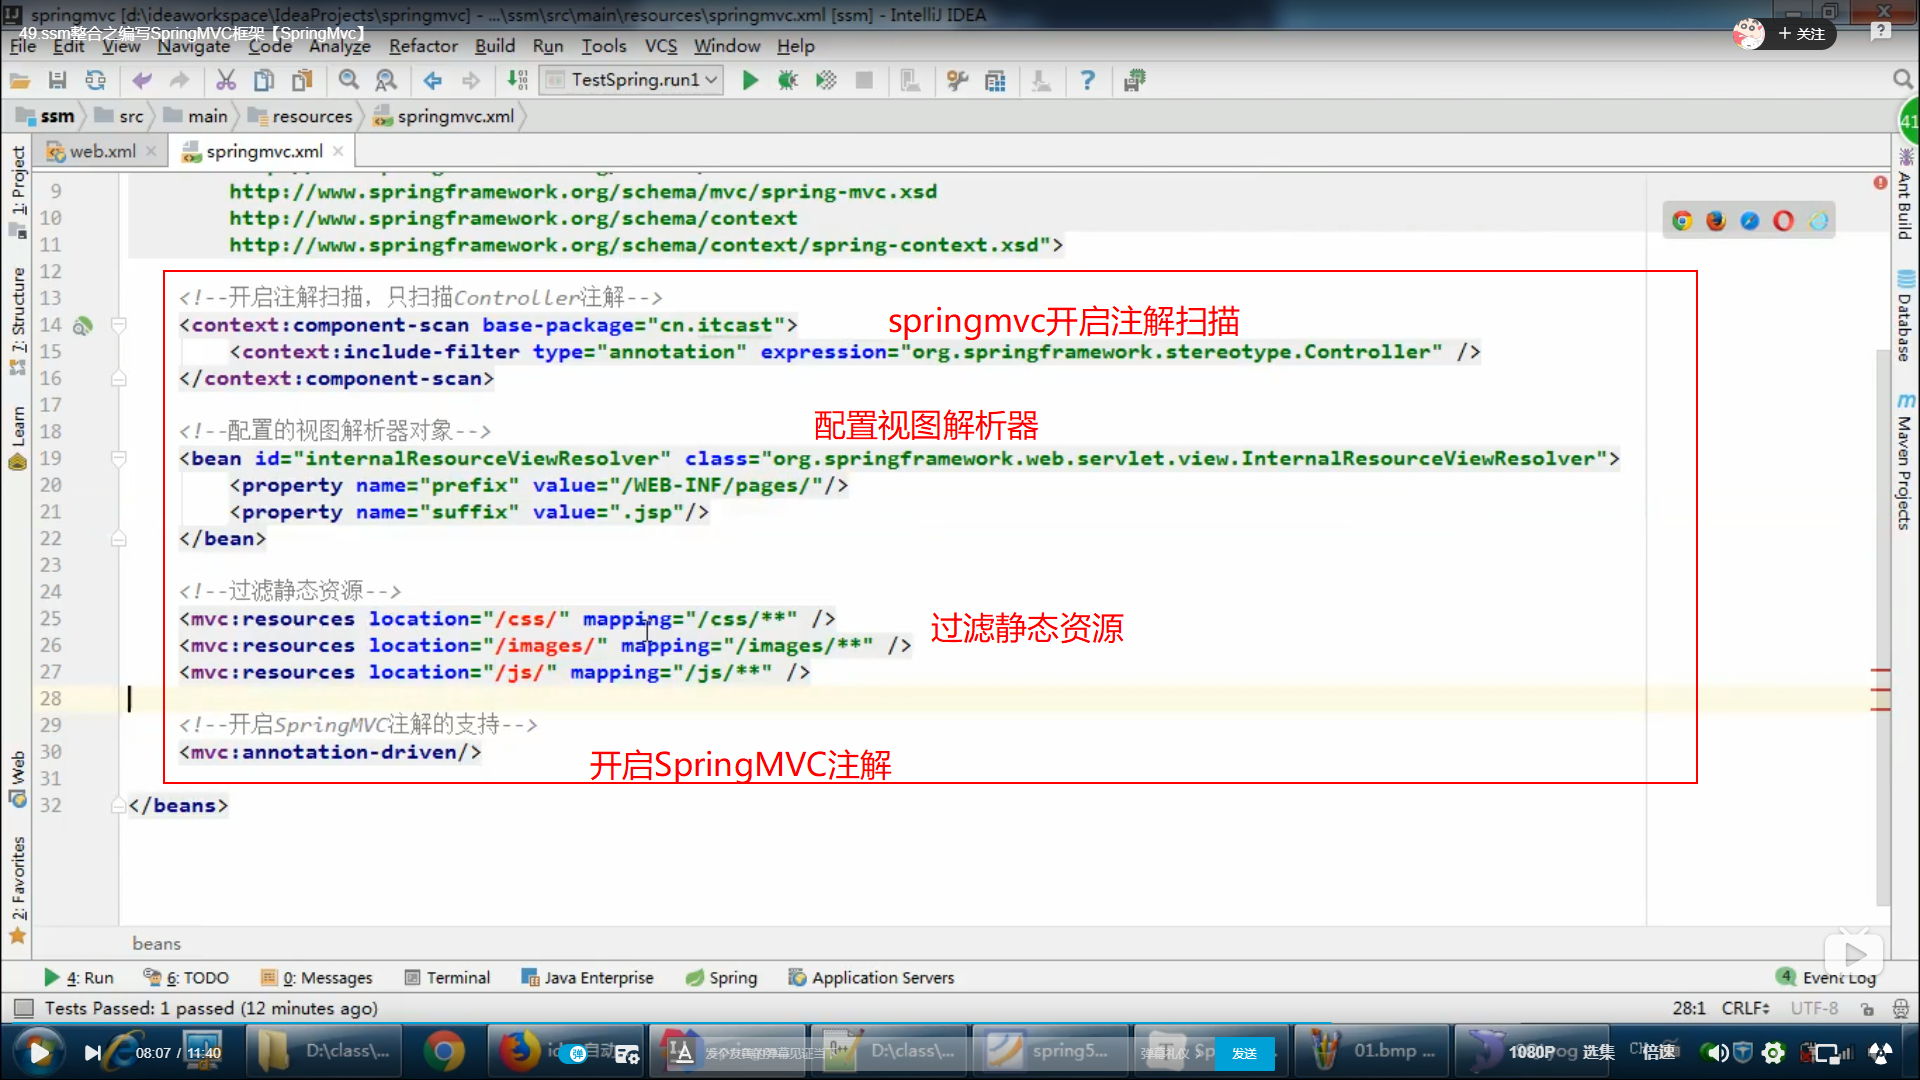 springmvc [d:\ideaworkspace\IdeaProjects\springmvc] - ...\ssm\src\main\resources\springmvc.xml [ssm] - IntelliJ IDEA
49.ssm整合之编写SpringMVC框架【SpringMvc】
+ 关注
File Edit View Navigate Code Analyze Refactor Build Run Tools VCS Window Help
TestSpring.run1
ssm src main resources springmvc.xml
41
web.xml springmvc.xml
1: Project
7: Structure
Learn
Web
2: Favorites
Ant Build
Database
Maven Projects
9 http://www.springframework.org/schema/mvc/spring-mvc.xsd
10 http://www.springframework.org/schema/context
11 http://www.springframework.org/schema/context/spring-context.xsd">
12
13 <!--开启注解扫描，只扫描Controller注解-->
springmvc开启注解扫描
14 <context:component-scan base-package="cn.itcast">
15 <context:include-filter type="annotation" expression="org.springframework.stereotype.Controller" />
16 </context:component-scan>
17
配置视图解析器
18 <!--配置的视图解析器对象-->
19 <bean id="internalResourceViewResolver" class="org.springframework.web.servlet.view.InternalResourceViewResolver">
20 <property name="prefix" value="/WEB-INF/pages/"/>
21 <property name="suffix" value=".jsp"/>
22 </bean>
23
24 <!--过滤静态资源-->
25 <mvc:resources location="/css/" mapping="/css/**" />
过滤静态资源
26 <mvc:resources location="/images/" mapping="/images/**" />
27 <mvc:resources location="/js/" mapping="/js/**" />
28
29 <!--开启SpringMVC注解的支持-->
30 <mvc:annotation-driven/>
开启SpringMVC注解
31
32 </beans>
beans
4: Run 6: TODO 0: Messages Terminal Java Enterprise Spring Application Servers 4 Event Log
Tests Passed: 1 passed (12 minutes ago) 28:1 CRLF UTF-8
08:07 / 11:40 D:\class\... 弹 D:\class\... spring5... 弹幕礼仪 发送 01.bmp ... 1080P 选集 倍速